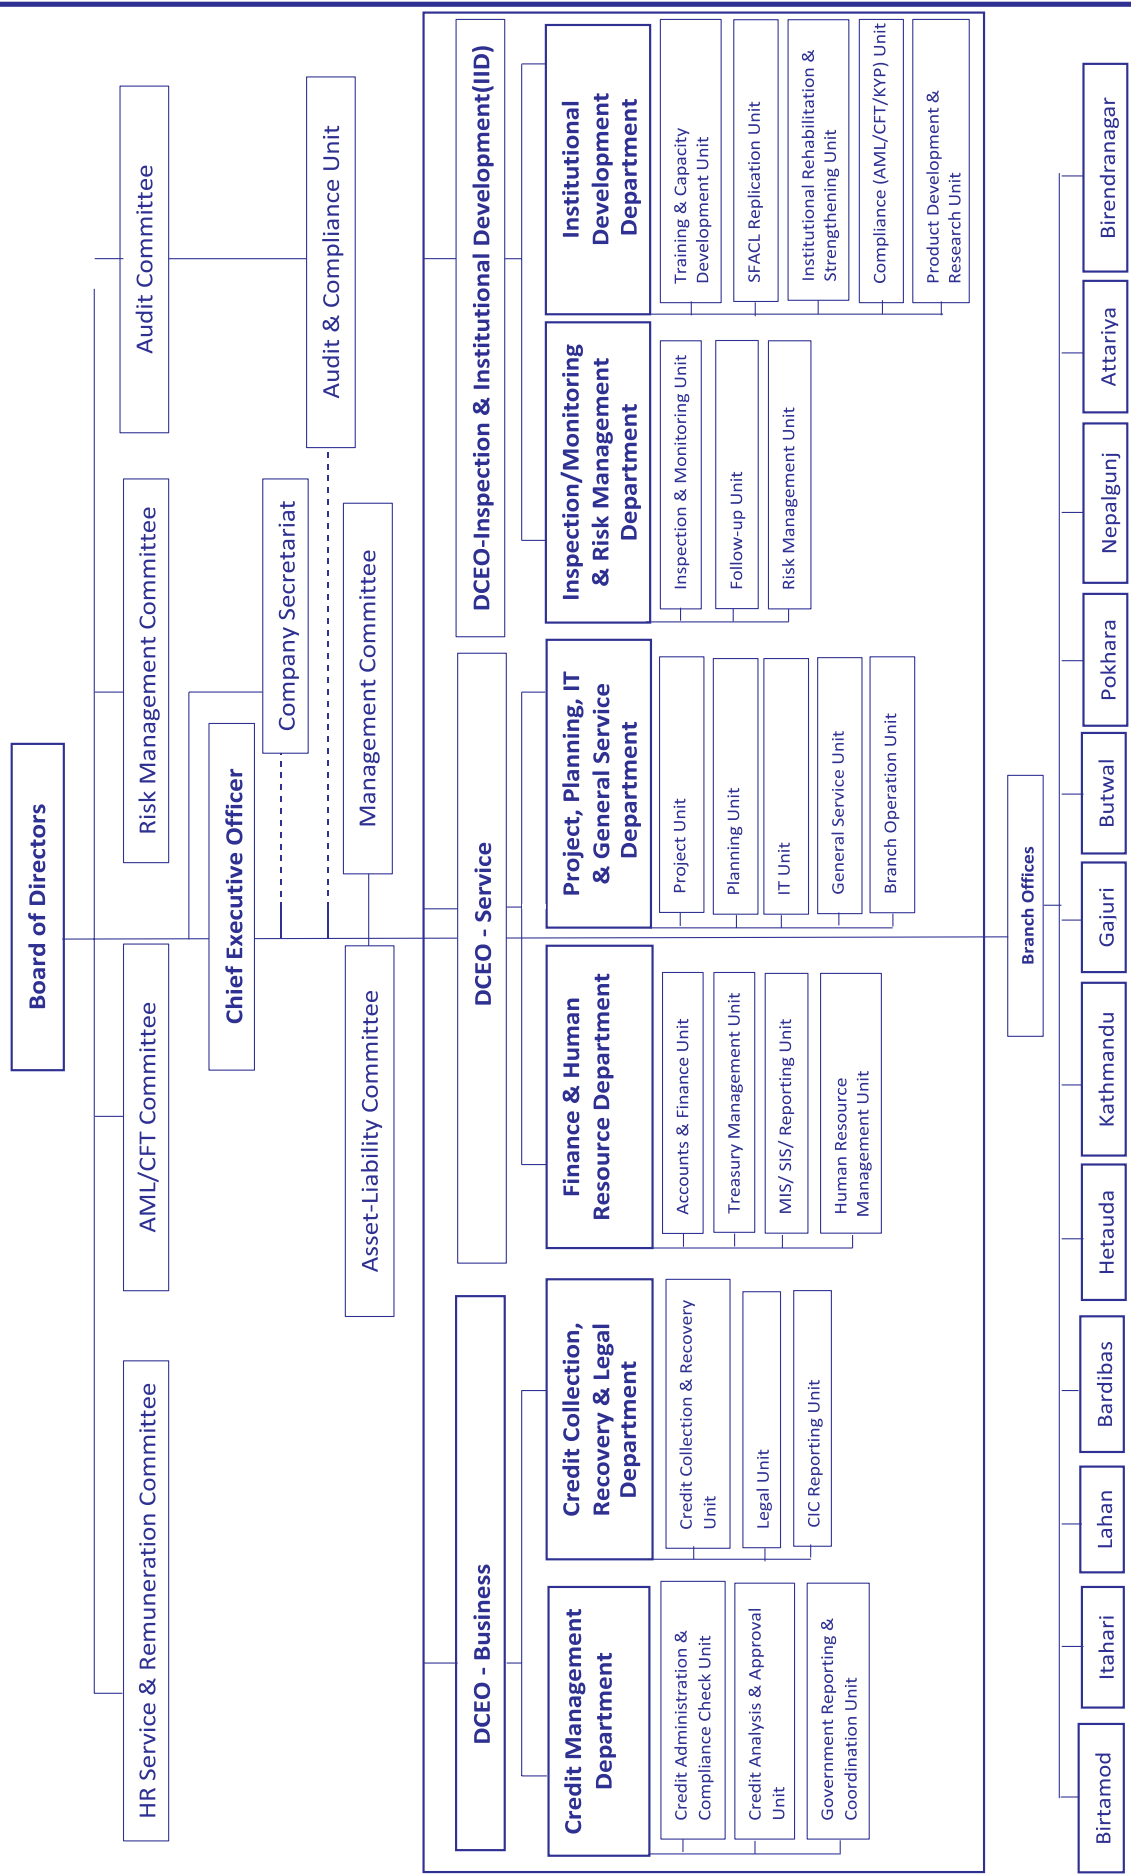 Board of Directors
HR Service & Remuneration Committee
AML/CFT Committee
Risk Management Committee
Audit Committee
Chief Executive Officer
Company Secretariat
Audit & Compliance Unit
Asset-Liability Committee
Management Committee
DCEO - Business
DCEO - Service
DCEO-Inspection & Institutional Development(IID)
Credit Management
Department
Credit Administration &
Compliance Check Unit
Credit Analysis & Approval
Unit
Government Reporting &
Coordination Unit
Credit Collection,
Recovery & Legal
Department
Credit Collection & Recovery
Unit
Legal Unit
CIC Reporting Unit
Finance & Human
Resource Department
Accounts & Finance Unit
Treasury Management Unit
MIS/ SIS/ Reporting Unit
Human Resource
Management Unit
Project, Planning, IT
& General Service
Department
Project Unit
Planning Unit
IT Unit
General Service Unit
Branch Operation Unit
Inspection/Monitoring
& Risk Management
Department
Inspection & Monitoring Unit
Follow-up Unit
Risk Management Unit
Institutional
Development
Department
Training & Capacity
Development Unit
SFACL Replication Unit
Institutional Rehabilitation &
Strengthening Unit
Compliance (AML/CFT/KYP) Unit
Product Development &
Research Unit
Branch Offices
Birtamod
Itahari
Lahan
Bardibas
Hetauda
Kathmandu
Gajuri
Butwal
Pokhara
Nepalgunj
Attariya
Birendranagar